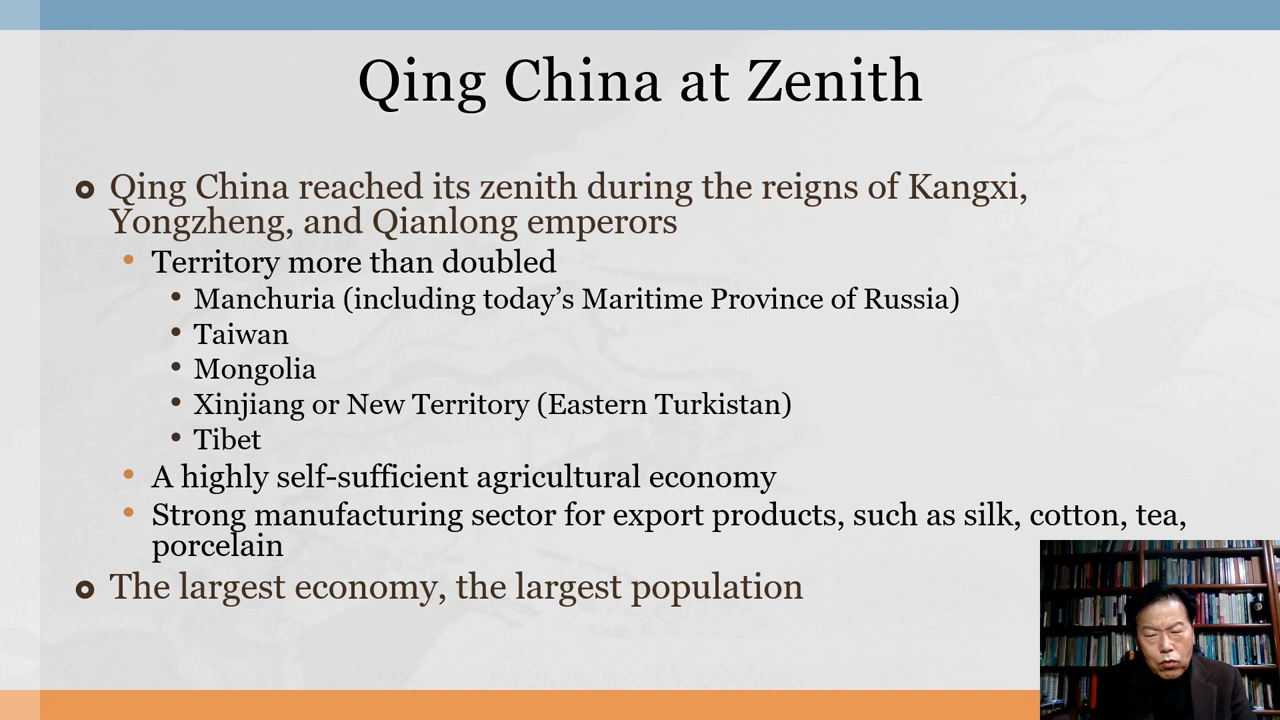 Qing China at Zenith
Qing China reached its zenith during the reigns of Kangxi,
Yongzheng, and Qianlong emperors
Territory more than doubled
Manchuria (including today’s Maritime Province of Russia)
Taiwan
Mongolia
Xinjiang or New Territory (Eastern Turkistan)
Tibet
A highly self-sufficient agricultural economy
Strong manufacturing sector for export products, such as silk, cotton, tea,
porcelain
The largest economy, the largest population